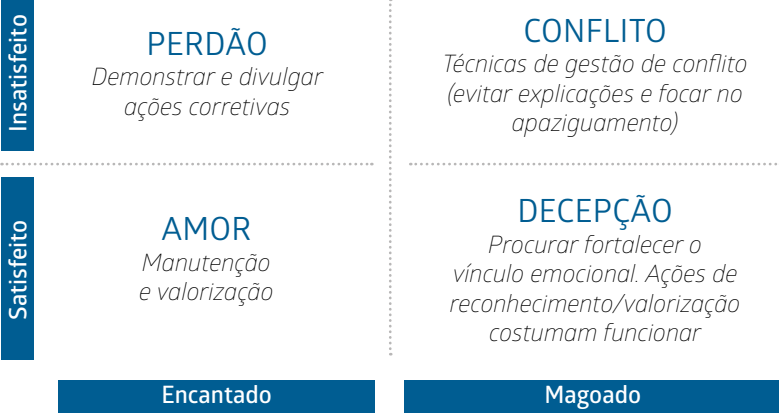 Insatisfeito
PERDÃO
Demonstrar e divulgar
ações corretivas
CONFLITO
Técnicas de gestão de conflito
(evitar explicações e focar no
apaziguamento)
Satisfeito
AMOR
Manutenção
e valorização
DECEPÇÃO
Procurar fortalecer o
vínculo emocional. Ações de
reconhecimento/valorização
costumam funcionar
Encantado
Magoado